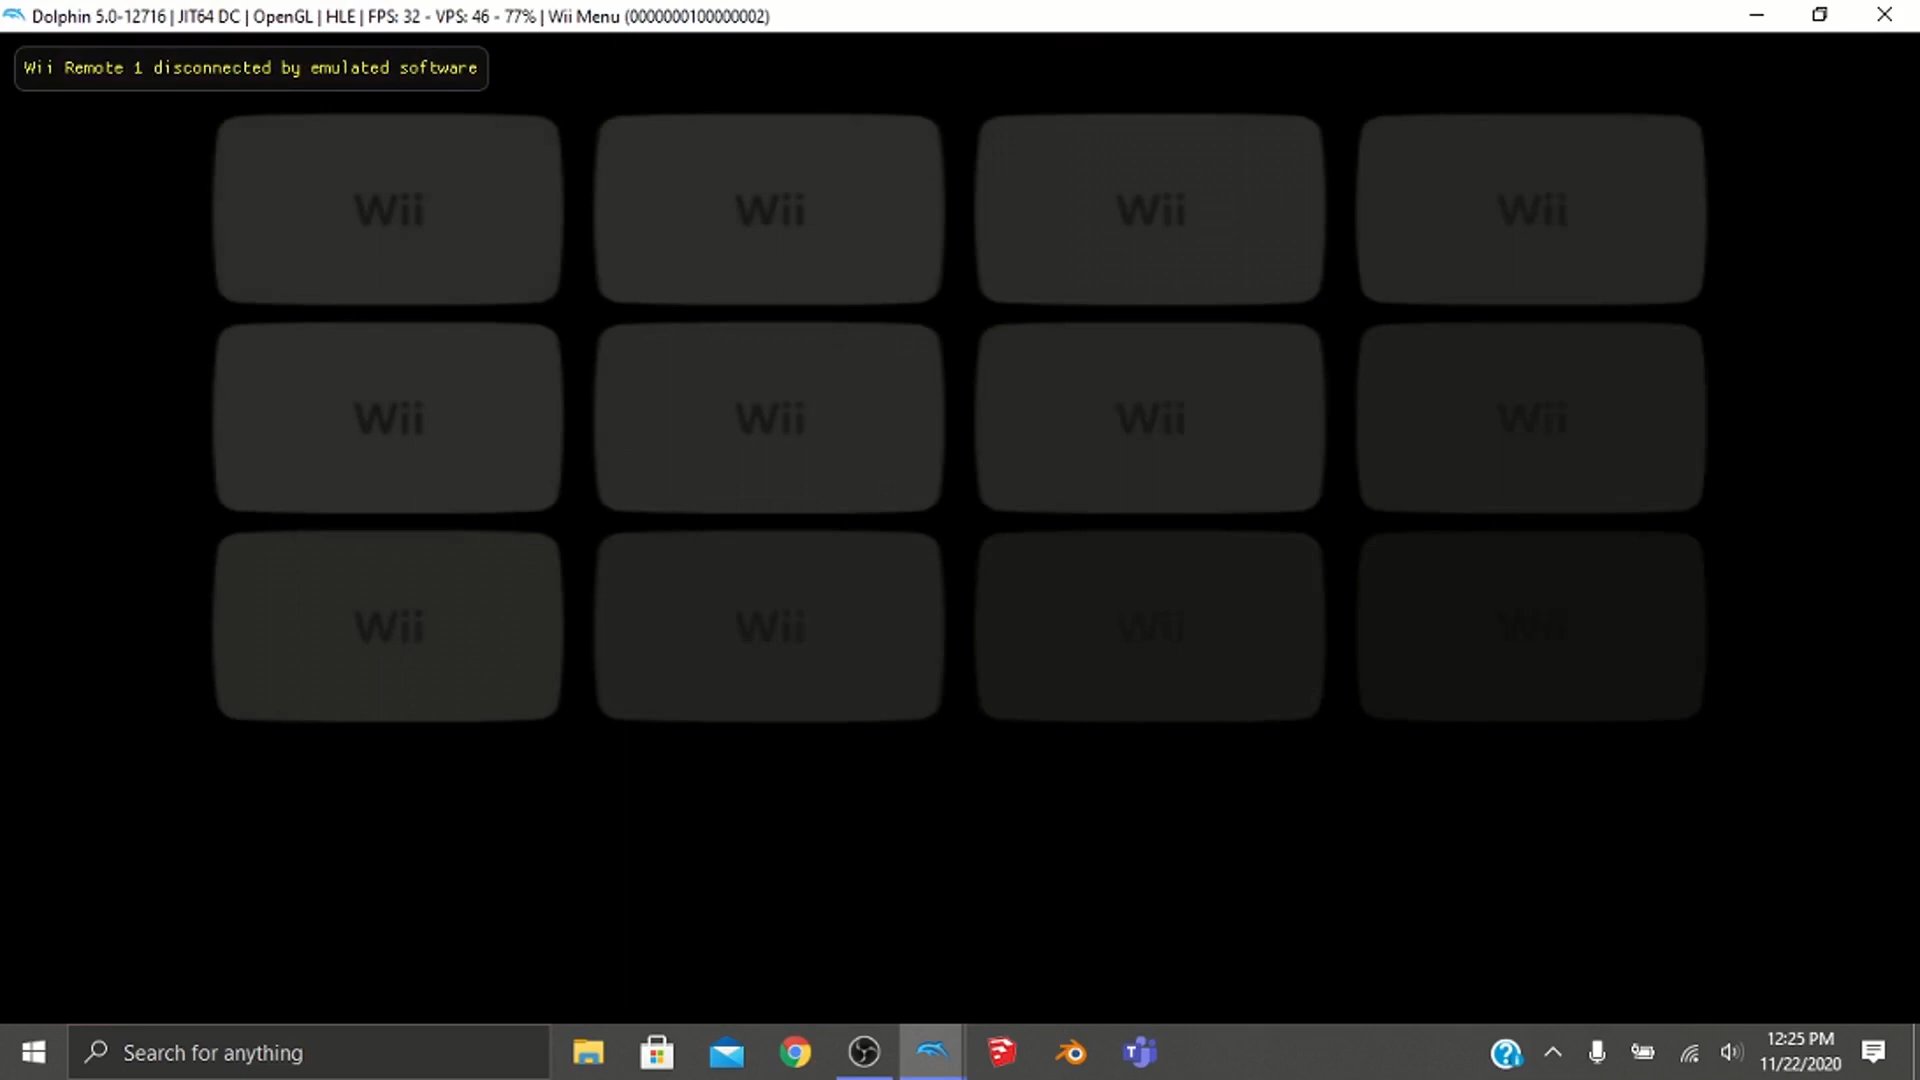 Dolphin 5.0-12716 | JIT64 DC | OpenGL | HLE | FPS: 32 - VPS: 46 - 77% | Wii Menu (0000000100000002)
Wii Remote 1 disconnected by emulated software
Wii Wii Wii Wii
Wii Wii Wii Wii
Wii Wii Wii Wii
Search for anything
12:25 PM
11/22/2020